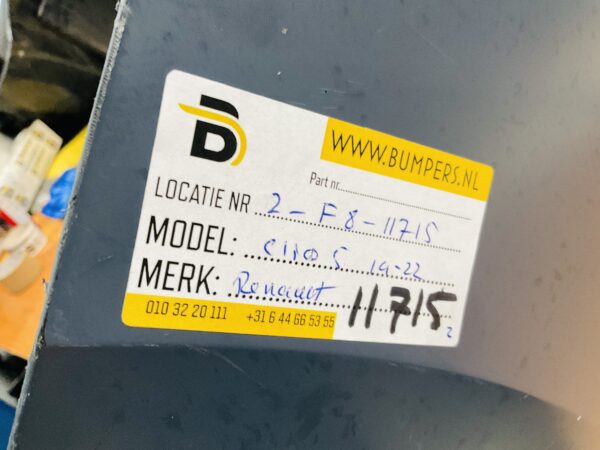 B
WWW.BUMPERS.NL
Part nr.
LOCATIE NR 2-F8-11715
MODEL: Clio 5 19-22
MERK: Renault 11715 2
010 32 20 111 +31 6 44 66 53 55